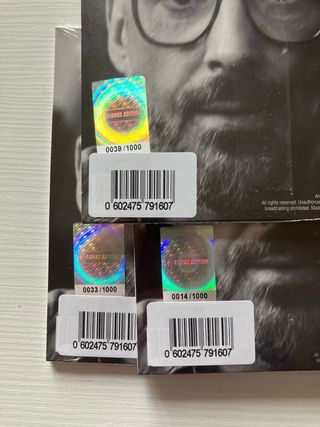 SIGNED EDITION
0039/1000
0 602475 791607
All rights reserved. Unauthorized
broadcasting prohibited. Made
SIGNED EDITION
0033/1000
0 602475 791607
SIGNED EDITION
0014/1000
0 602475 791607